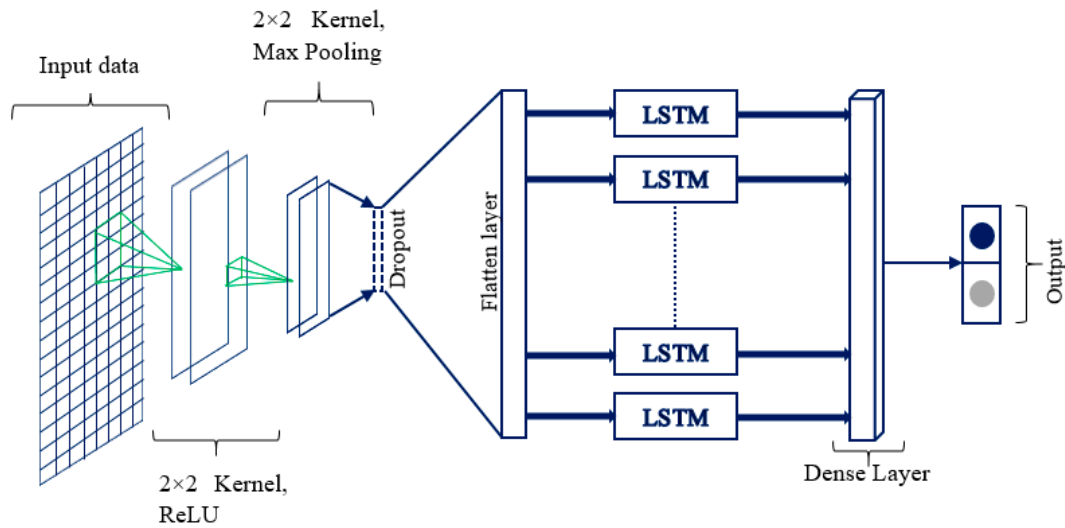 2×2 Kernel,
Max Pooling
Input data
2×2 Kernel,
ReLU
Dropout
Flatten layer
LSTM
LSTM
LSTM
LSTM
Dense Layer
Output